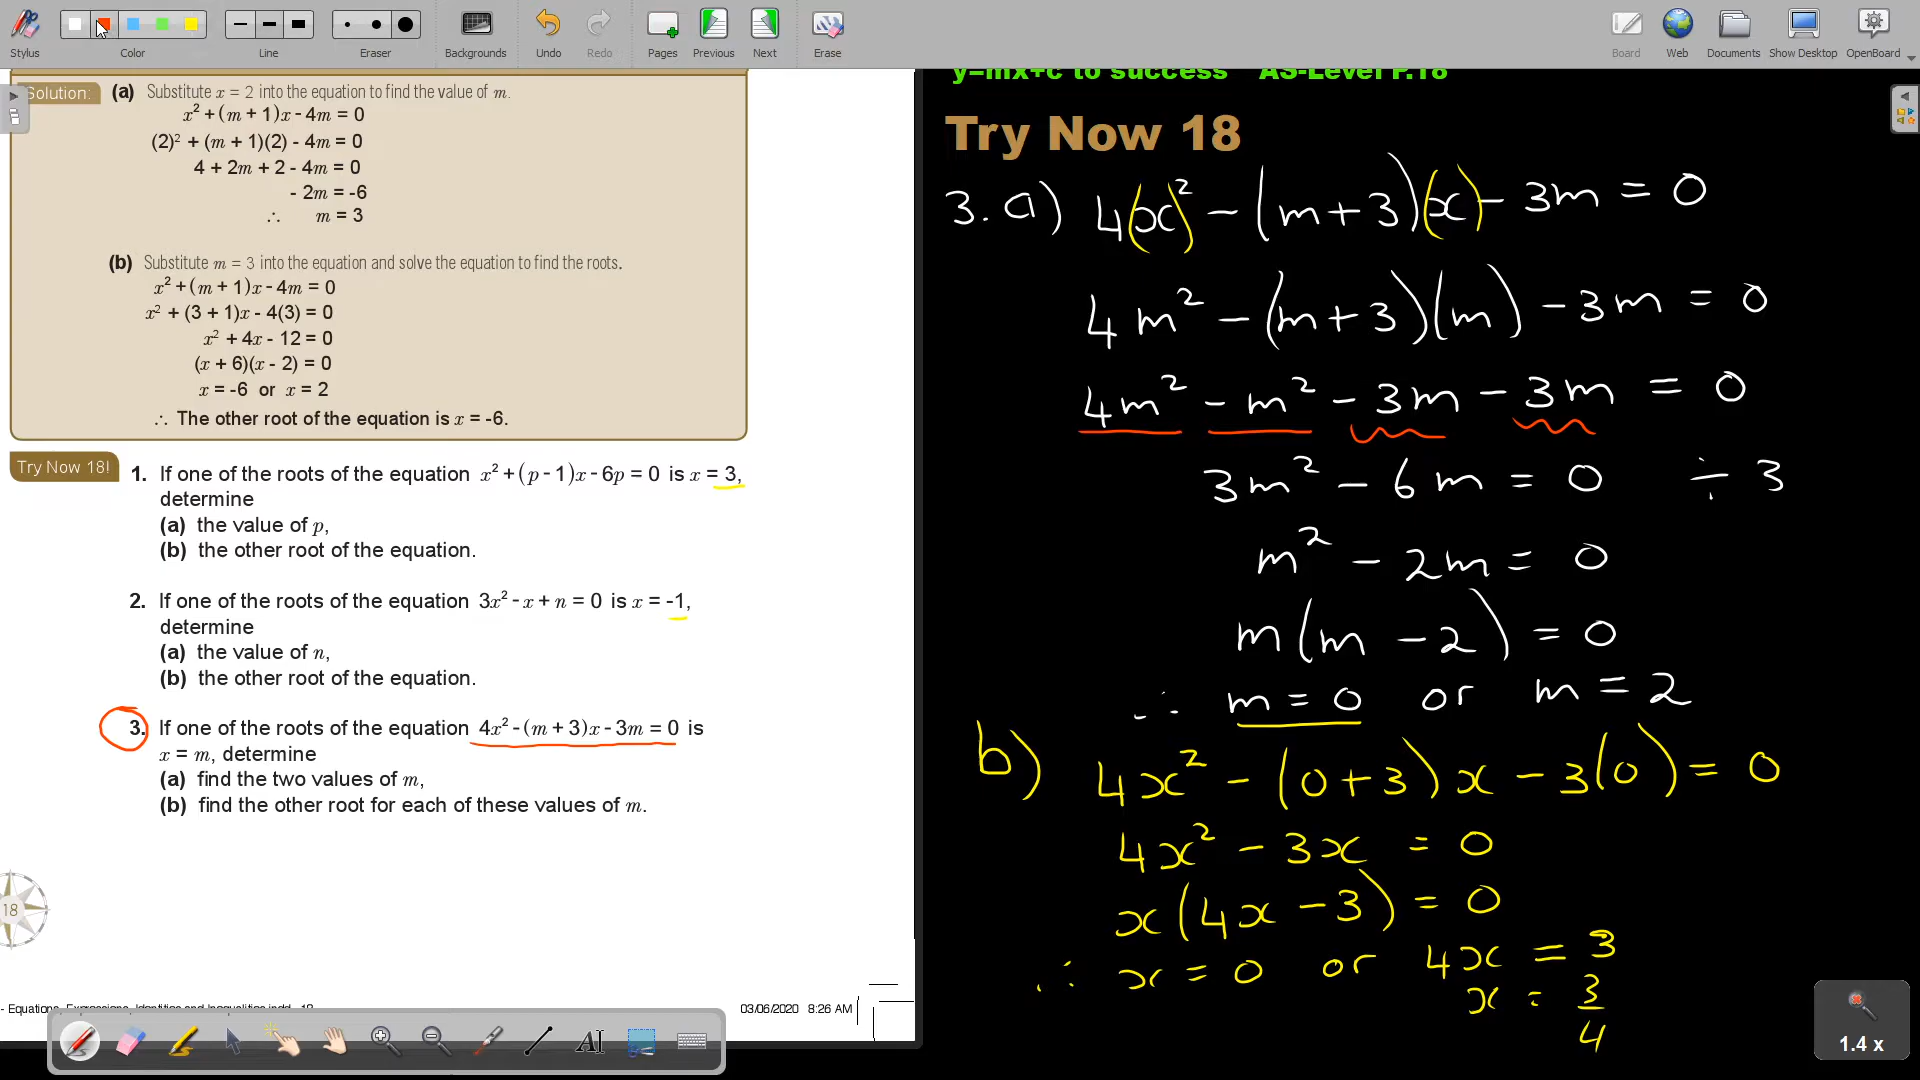 Stylus Color Line Eraser Backgrounds Undo Redo Pages Previous Next Erase Board Web Documents Show Desktop OpenBoard
Solution:
(a) Substitute x = 2 into the equation to find the value of m.
x² + (m + 1)x - 4m = 0
(2)² + (m + 1)(2) - 4m = 0
4 + 2m + 2 - 4m = 0
- 2m = -6
∴ m = 3
(b) Substitute m = 3 into the equation and solve the equation to find the roots.
x² + (m + 1)x - 4m = 0
x² + (3 + 1)x - 4(3) = 0
x² + 4x - 12 = 0
(x + 6)(x - 2) = 0
x = -6 or x = 2
∴ The other root of the equation is x = -6.
Try Now 18!
1. If one of the roots of the equation x² + (p - 1)x - 6p = 0 is x = 3,
determine
(a) the value of p,
(b) the other root of the equation.
2. If one of the roots of the equation 3x² - x + n = 0 is x = -1,
determine
(a) the value of n,
(b) the other root of the equation.
3. If one of the roots of the equation 4x² - (m + 3)x - 3m = 0 is
x = m, determine
(a) find the two values of m,
(b) find the other root for each of these values of m.
18
03/06/2020 8:26 AM
y=mx+c to success AS-Level P.18
Try Now 18
3. a) 4(x)² - (m + 3)(x) - 3m = 0
4m² - (m + 3)(m) - 3m = 0
4m² - m² - 3m - 3m = 0
3m² - 6m = 0 ÷ 3
m² - 2m = 0
m(m - 2) = 0
∴ m = 0 or m = 2
b) 4x² - (0 + 3)x - 3(0) = 0
4x² - 3x = 0
x(4x - 3) = 0
∴ x = 0 or 4x = 3
x = 3
4
1.4 x